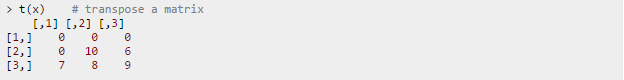 > t(x)    # transpose a matrix
     [,1] [,2] [,3]
[1,]    0    0    0
[2,]    0   10    6
[3,]    7    8    9